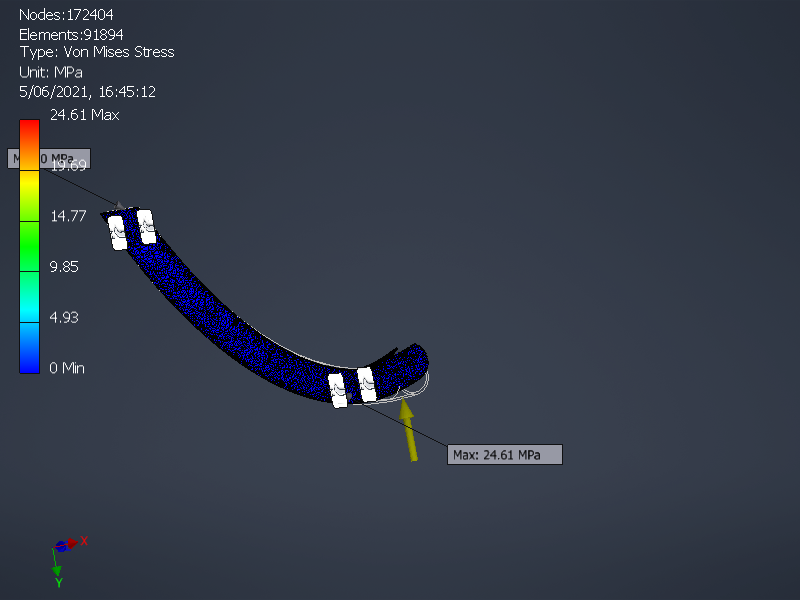 Nodes:172404
Elements:91894
Type: Von Mises Stress
Unit: MPa
5/06/2021, 16:45:12
24.61 Max
0 MPa
19.69
14.77
9.85
4.93
0 Min
Max: 24.61 MPa
X
Y